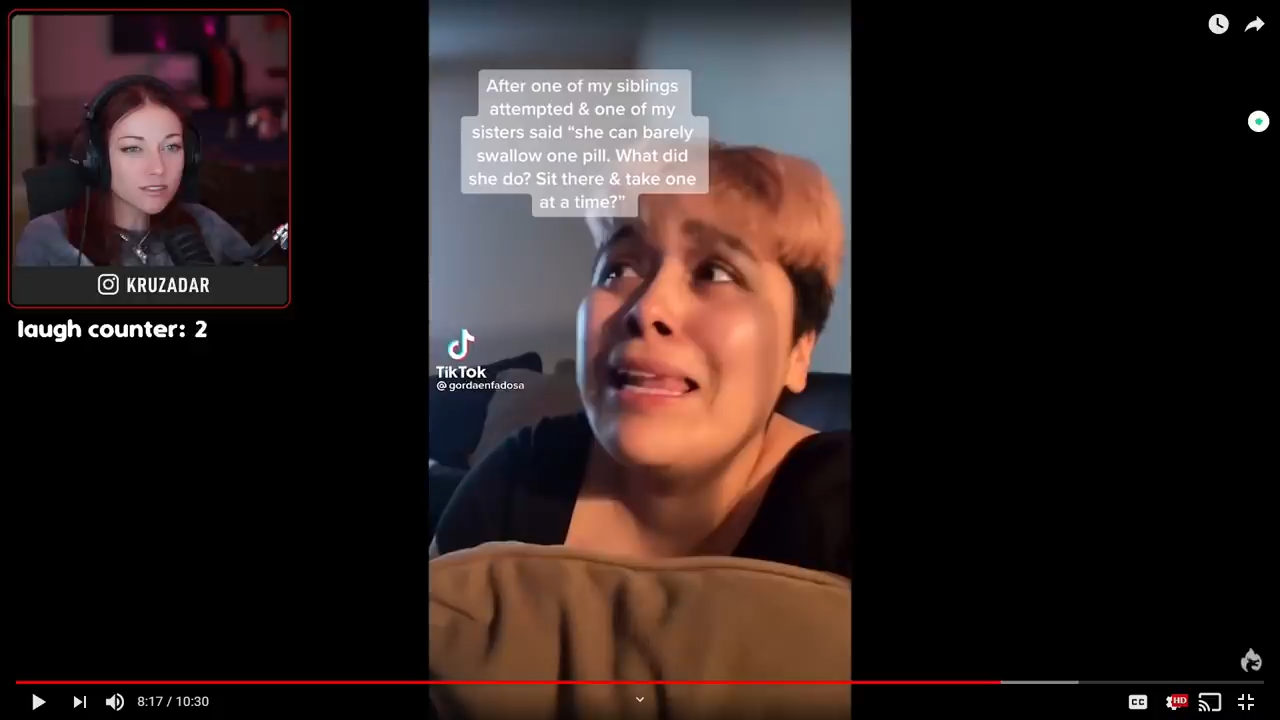 KRUZADAR
laugh counter: 2
After one of my siblings
attempted & one of my
sisters said “she can barely
swallow one pill. What did
she do? Sit there & take one
at a time?”
TikTok
@gordaenfadosa
8:17 / 10:30
CC
HD